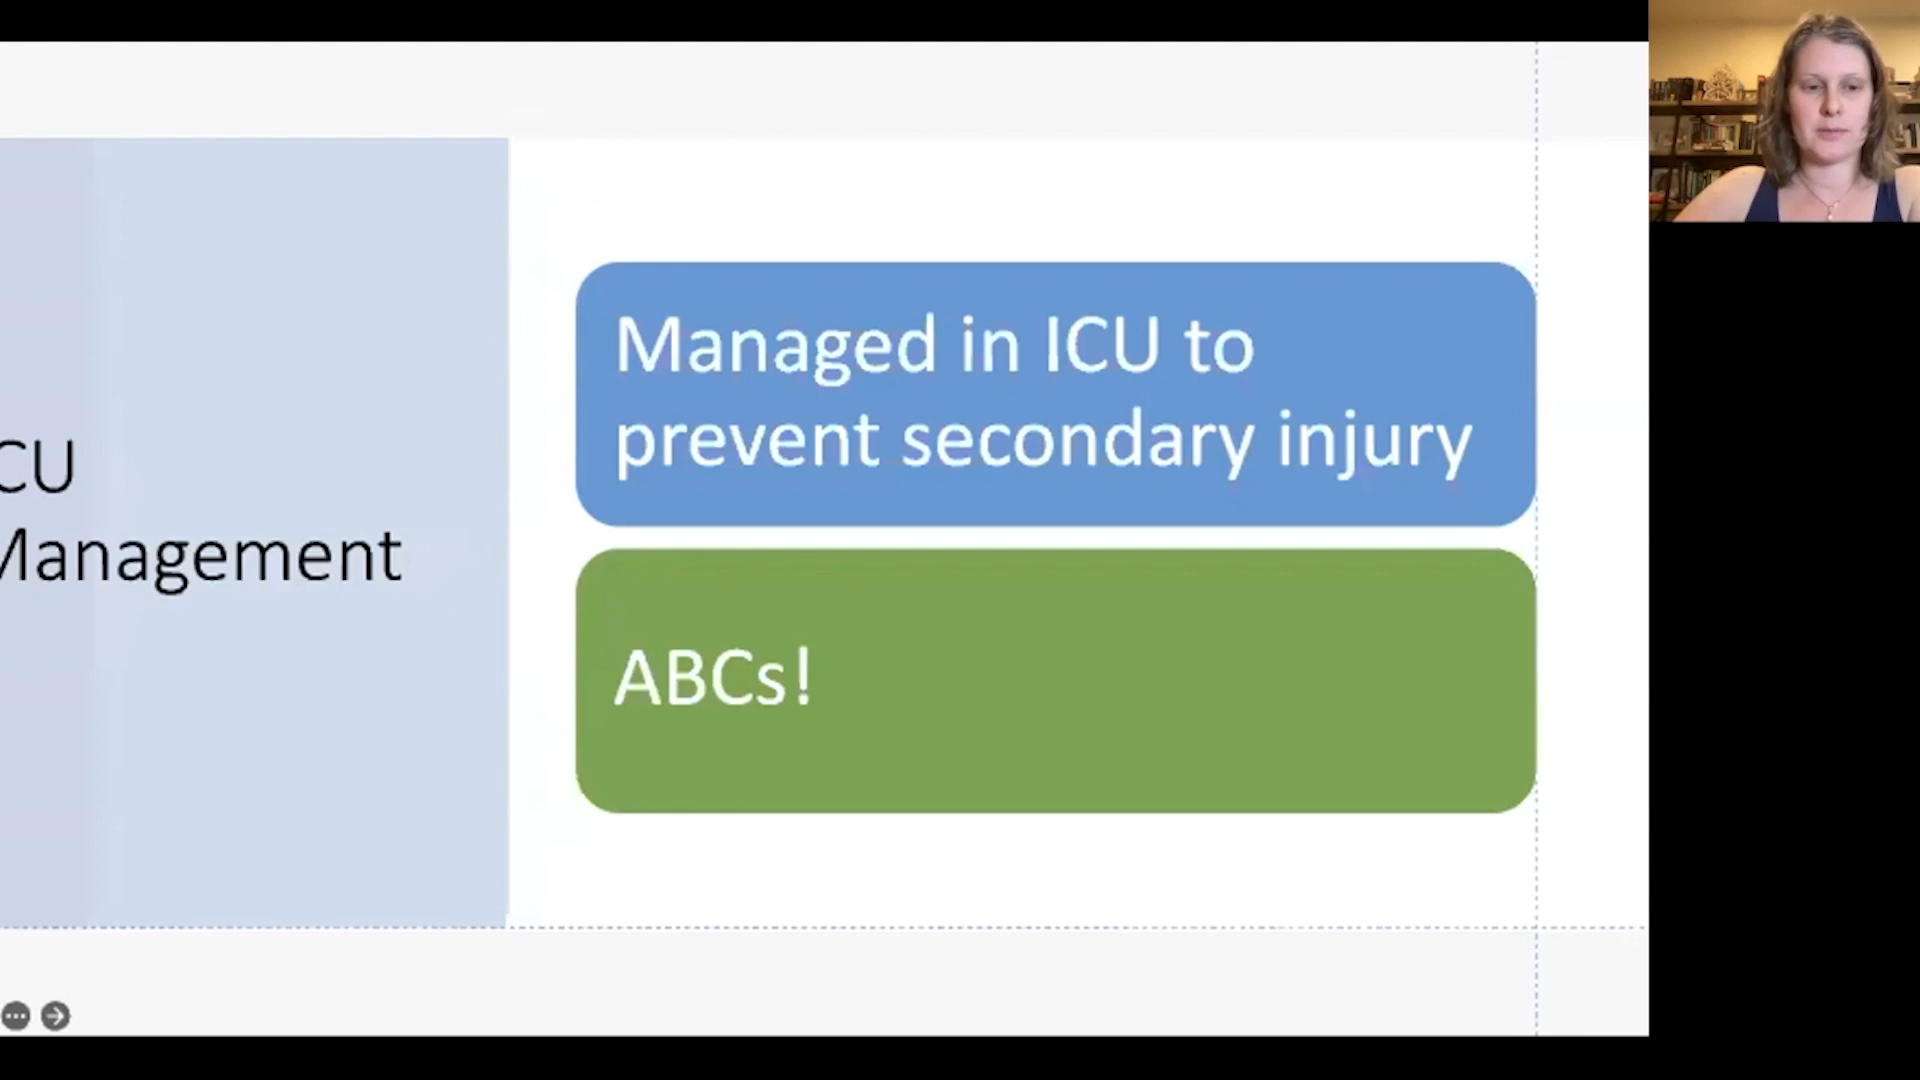 CU
Management
Managed in ICU to
prevent secondary injury
ABCs!